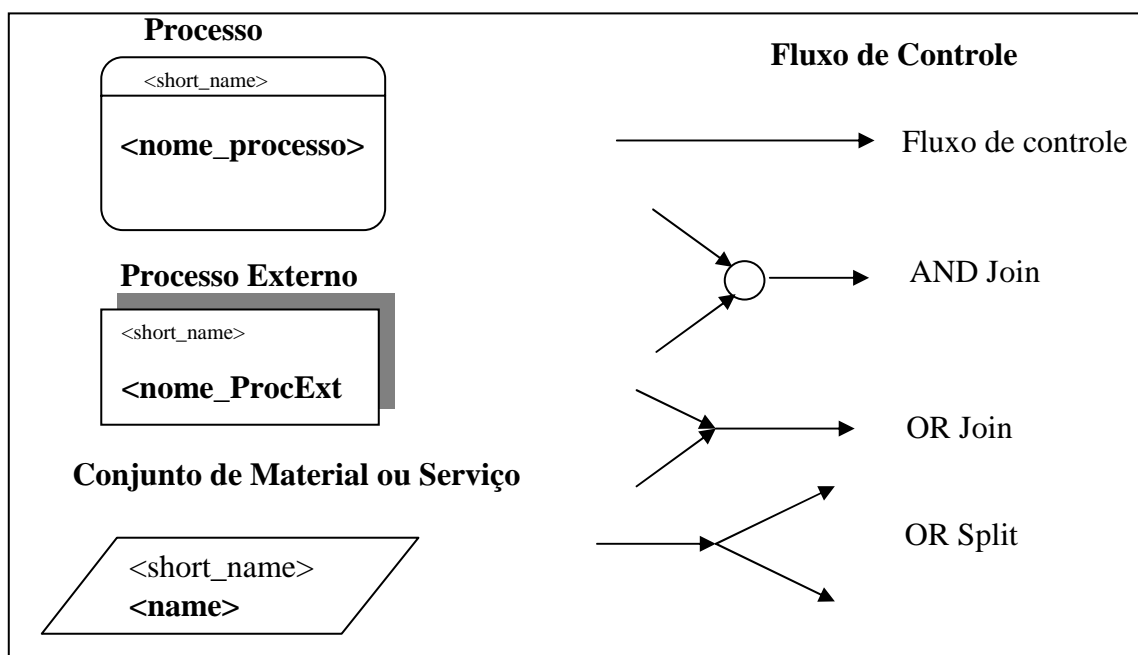 Processo
<short_name>
<nome_processo>
Processo Externo
<short_name>
<nome_ProcExt
Conjunto de Material ou Serviço
<short_name>
<name>
Fluxo de Controle
Fluxo de controle
AND Join
OR Join
OR Split